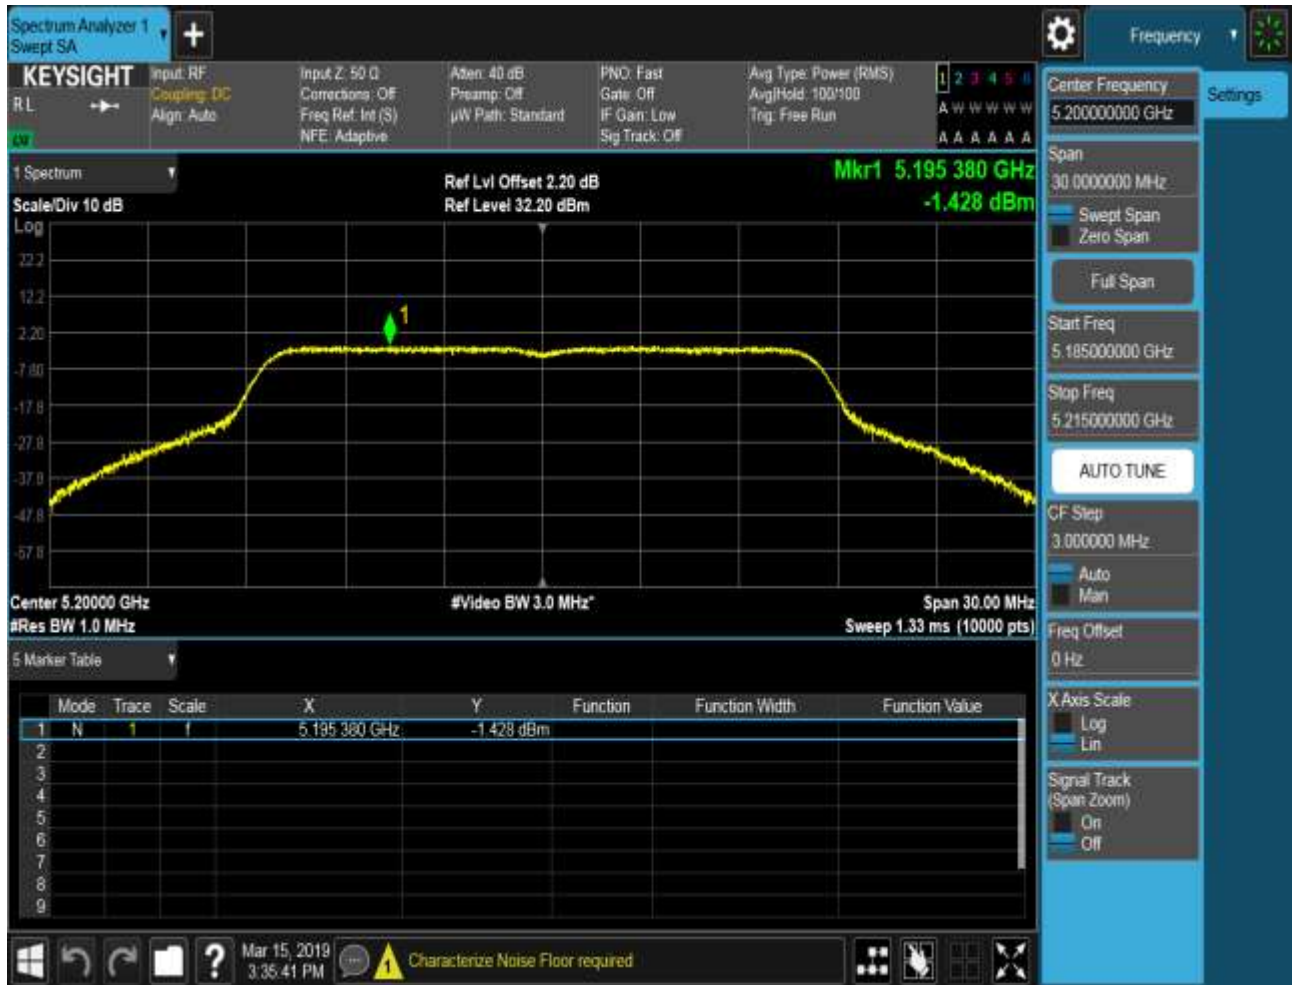 Spectrum Analyzer 1
Swept SA
+
Frequency
KEYSIGHT
RL
Input: RF
Coupling: DC
Align: Auto
Input Z: 50 Ω
Corrections: Off
Freq Ref: Int (S)
NFE: Adaptive
Atten: 40 dB
Preamp: Off
µW Path: Standard
PNO: Fast
Gate: Off
IF Gain: Low
Sig Track: Off
Avg Type: Power (RMS)
Avg|Hold: 100/100
Trig: Free Run
1 2 3 4 5 6
A W W W W W
A A A A A A
1 Spectrum
Scale/Div 10 dB
Ref Lvl Offset 2.20 dB
Ref Level 32.20 dBm
Mkr1 5.195 380 GHz
-1.428 dBm
Log
22.2
12.2
2.20
-7.80
-17.8
-27.8
-37.8
-47.8
-57.8
1
Center 5.20000 GHz
#Res BW 1.0 MHz
#Video BW 3.0 MHz*
Span 30.00 MHz
Sweep 1.33 ms (10000 pts)
5 Marker Table
Mode Trace Scale X Y Function Function Width Function Value
1 N 1 f 5.195 380 GHz -1.428 dBm
2
3
4
5
6
7
8
9
Mar 15, 2019
3:35:41 PM
Characterize Noise Floor required
Center Frequency
5.200000000 GHz
Settings
Span
30.0000000 MHz
Swept Span
Zero Span
Full Span
Start Freq
5.185000000 GHz
Stop Freq
5.215000000 GHz
AUTO TUNE
CF Step
3.000000 MHz
Auto
Man
Freq Offset
0 Hz
X Axis Scale
Log
Lin
Signal Track
(Span Zoom)
On
Off